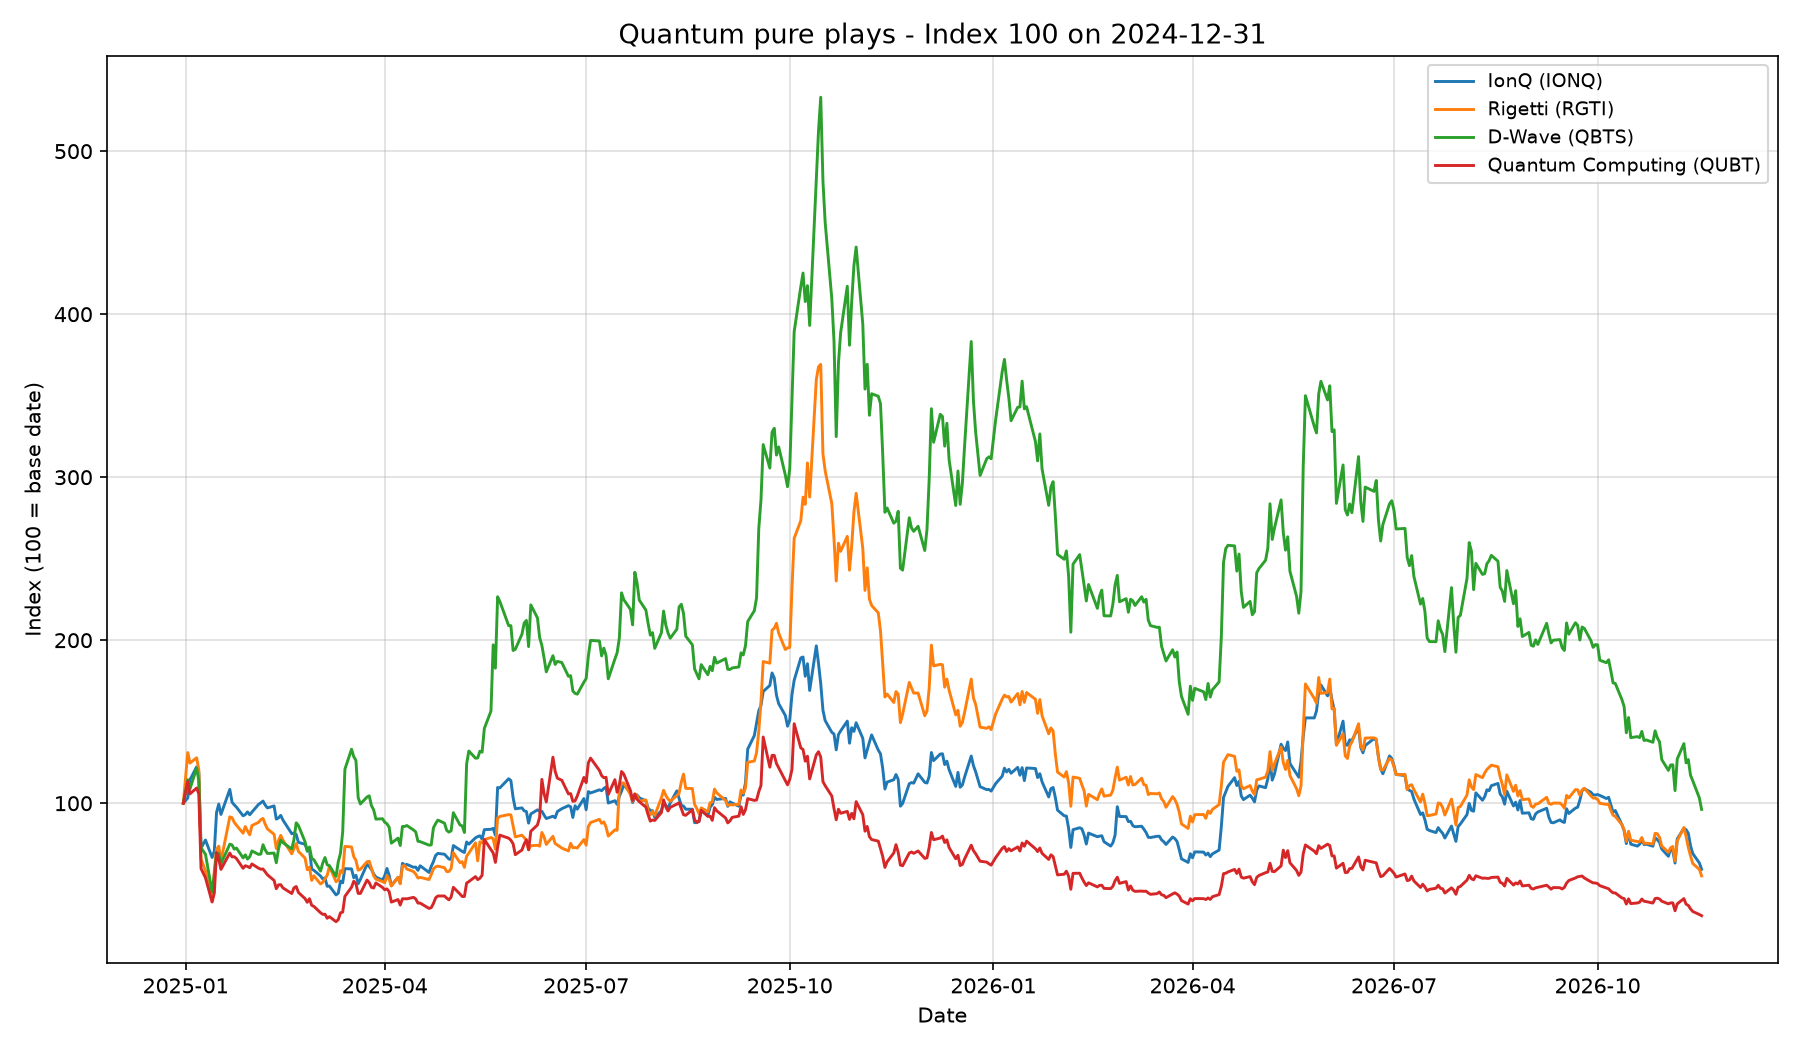 Quantum pure plays - Index 100 on 2024-12-31
IonQ (IONQ)
Rigetti (RGTI)
D-Wave (QBTS)
Quantum Computing (QUBT)
Index (100 = base date)
500
400
300
200
100
2025-01
2025-04
2025-07
2025-10
2026-01
2026-04
2026-07
2026-10
Date